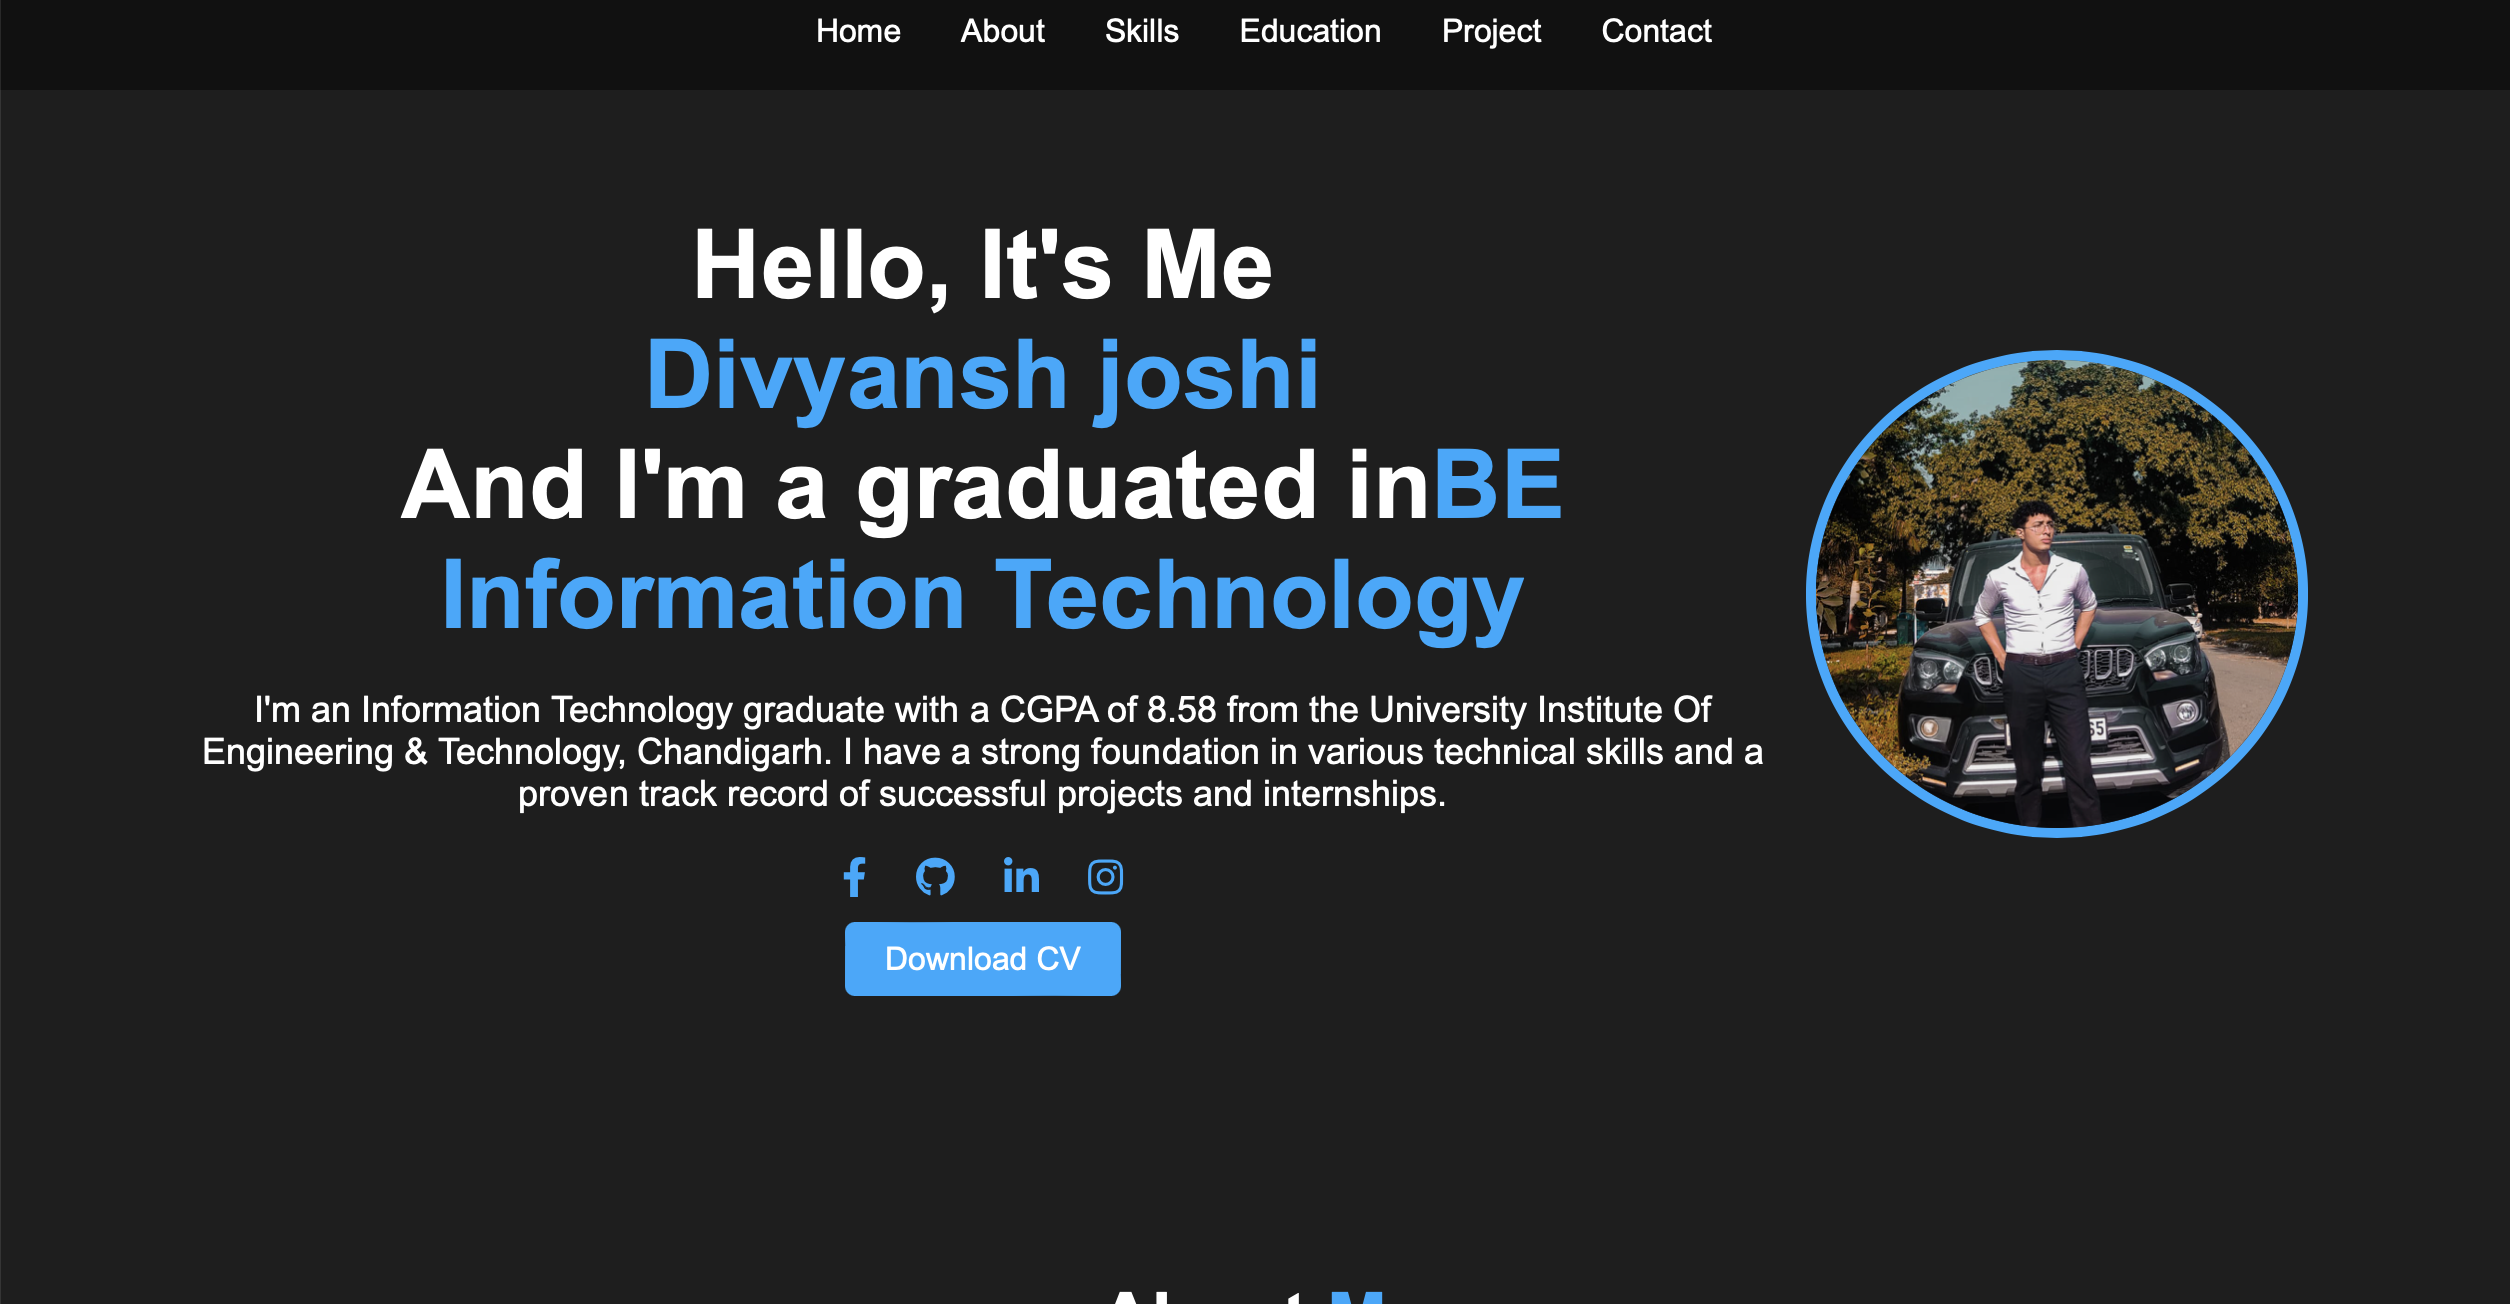 Home About Skills Education Project Contact
Hello, It's Me
Divyansh joshi
And I'm a graduated inBE
Information Technology
I'm an Information Technology graduate with a CGPA of 8.58 from the University Institute Of
Engineering & Technology, Chandigarh. I have a strong foundation in various technical skills and a
proven track record of successful projects and internships.
Download CV